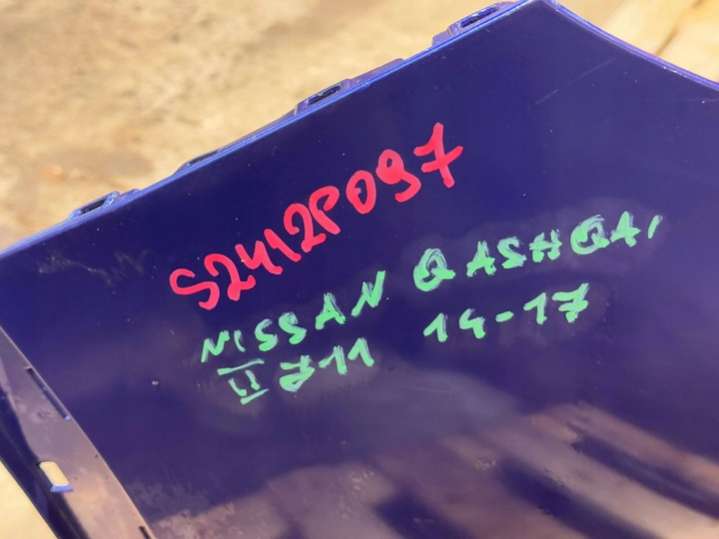 S2412P097
NISSAN QASHQAI
II J11 14-17